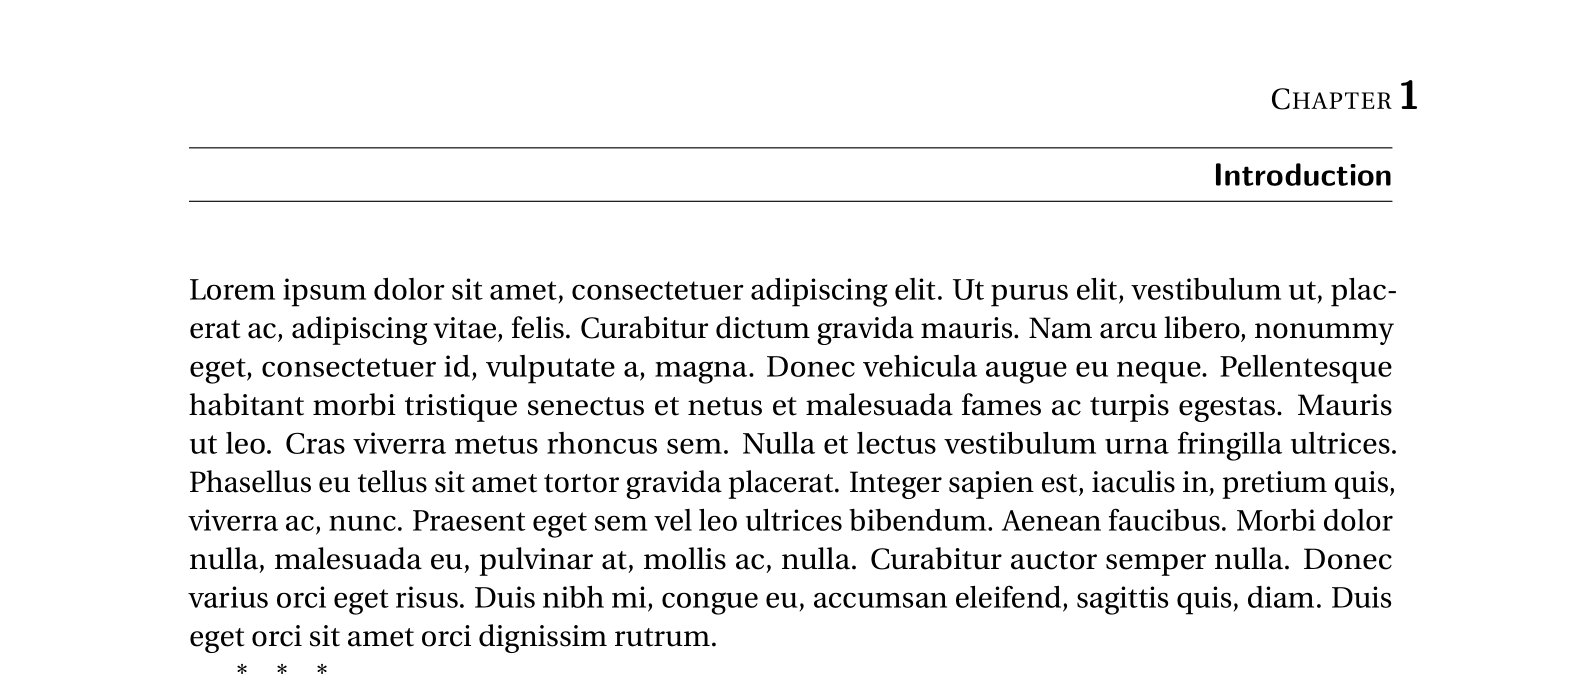 CHAPTER 1
Introduction
Lorem ipsum dolor sit amet, consectetuer adipiscing elit. Ut purus elit, vestibulum ut, plac-
erat ac, adipiscing vitae, felis. Curabitur dictum gravida mauris. Nam arcu libero, nonummy
eget, consectetuer id, vulputate a, magna. Donec vehicula augue eu neque. Pellentesque
habitant morbi tristique senectus et netus et malesuada fames ac turpis egestas. Mauris
ut leo. Cras viverra metus rhoncus sem. Nulla et lectus vestibulum urna fringilla ultrices.
Phasellus eu tellus sit amet tortor gravida placerat. Integer sapien est, iaculis in, pretium quis,
viverra ac, nunc. Praesent eget sem vel leo ultrices bibendum. Aenean faucibus. Morbi dolor
nulla, malesuada eu, pulvinar at, mollis ac, nulla. Curabitur auctor semper nulla. Donec
varius orci eget risus. Duis nibh mi, congue eu, accumsan eleifend, sagittis quis, diam. Duis
eget orci sit amet orci dignissim rutrum.
* * *